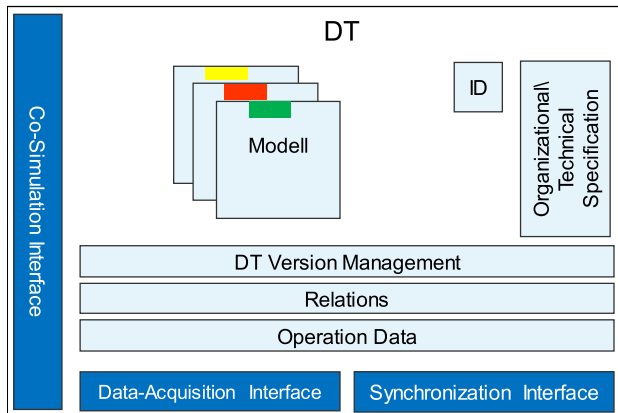 DT
Co-Simulation Interface
Modell
ID
Organizational\
Technical
Specification
DT Version Management
Relations
Operation Data
Data-Acquisition Interface
Synchronization Interface